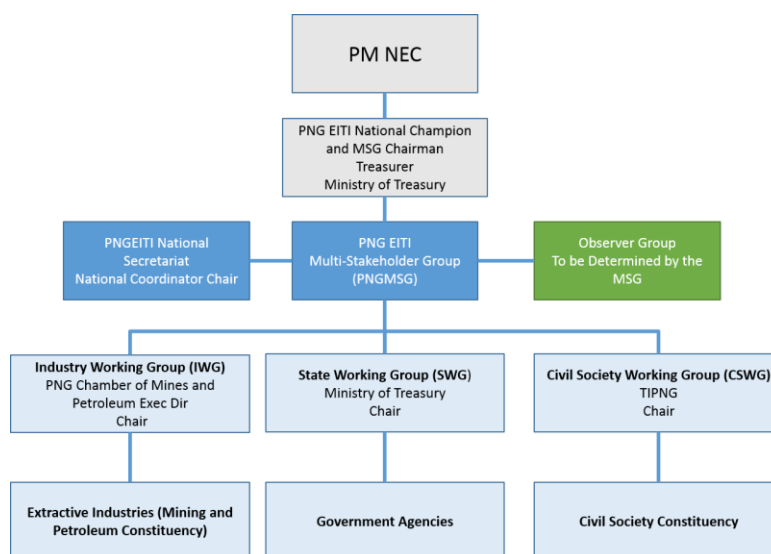 PM NEC
PNG EITI National Champion
and MSG Chairman
Treasurer
Ministry of Treasury
PNGEITI National
Secretariat
National Coordinator Chair
PNG EITI
Multi-Stakeholder Group
(PNGMSG)
Observer Group
To be Determined by the
MSG
Industry Working Group (IWG)
PNG Chamber of Mines and
Petroleum Exec Dir
Chair
State Working Group (SWG)
Ministry of Treasury
Chair
Civil Society Working Group (CSWG)
TIPNG
Chair
Extractive Industries (Mining and
Petroleum Constituency)
Government Agencies
Civil Society Constituency